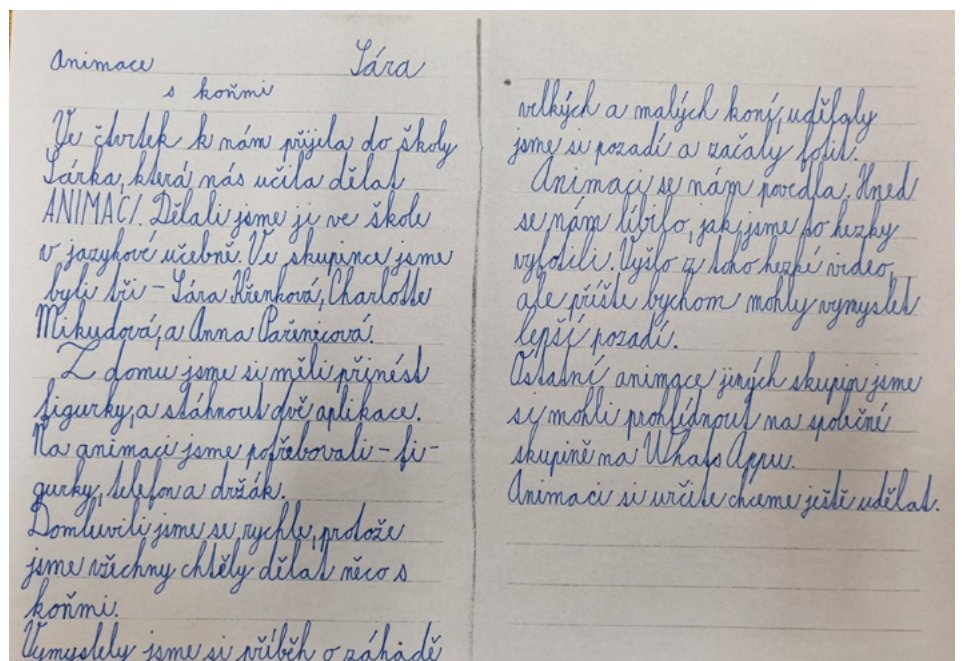 Animace Sára
s koňmi
Ve čtvrtek k nám přijela do školy
Šárka, která nás učila dělat
ANIMACI. Dělali jsme ji ve škole
v jazykové učebně. Ve skupince jsme
byli tři - Sára Křenková, Charlotte
Mikudová, a Anna Pařenicová.
Z domu jsme si měli přinést
figurky, a stáhnout dvě aplikace.
Na animaci jsme potřebovali - fi-
gurky, telefon a držák.
Domluvili jsme se rychle, protože
jsme všichny chtěly dělat něco s
koňmi.
Vymyslely jsme si příběh o záhadě
velkých a malých koní, udělaly
jsme si pozadí a začaly fotit.
Animaci se nám povedla. Hned
se nám líbilo, jak jsme to hezky
vyfotili. Vyšlo z toho hezké video,
ale příště bychom mohly vymyslet
lepší pozadí.
Ostatní animace jiných skupin jsme
si mohli prohlédnout na společné
skupině na WhatsAppu.
Animaci si určitě chceme ještě udělat.